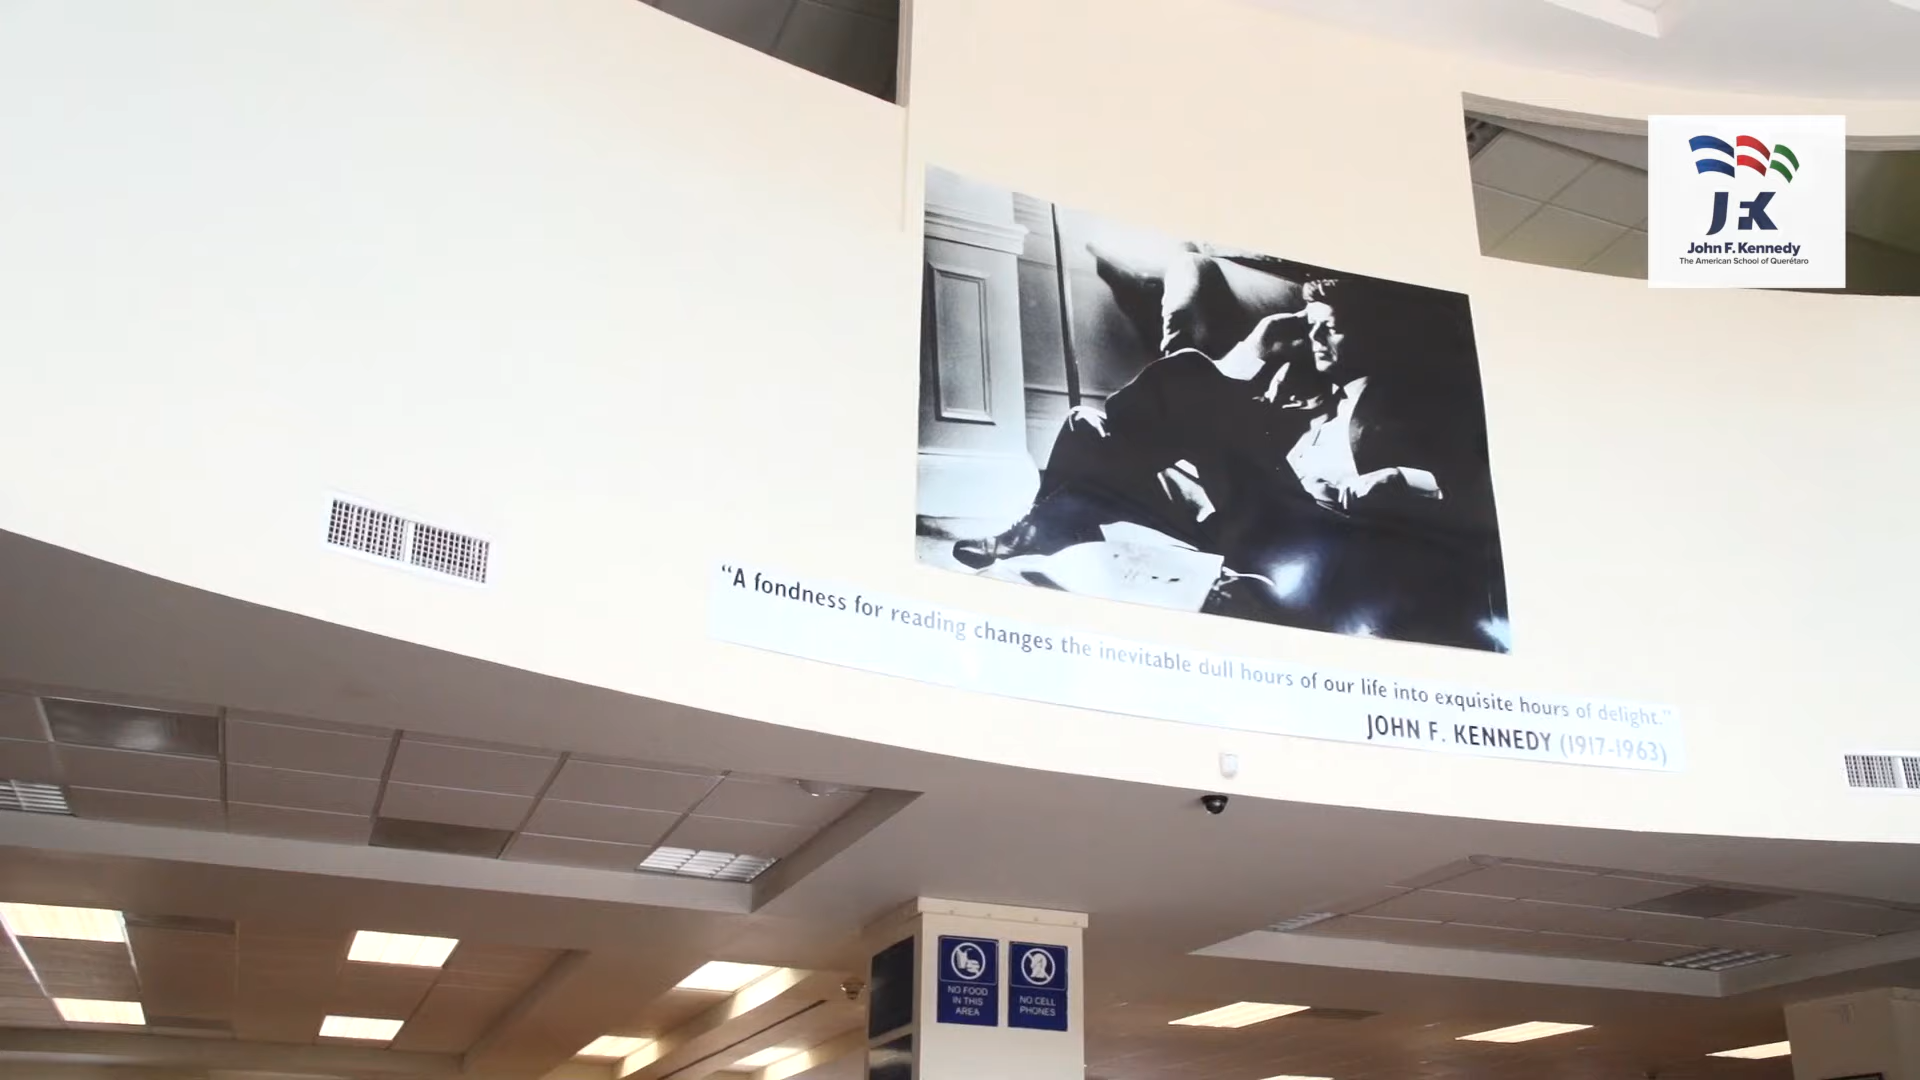 JFK
John F. Kennedy
The American School of Querétaro
“A fondness for reading changes the inevitable dull hours of our life into exquisite hours of delight.”
JOHN F. KENNEDY (1917-1963)
NO FOOD
IN THIS
AREA
NO CELL
PHONES